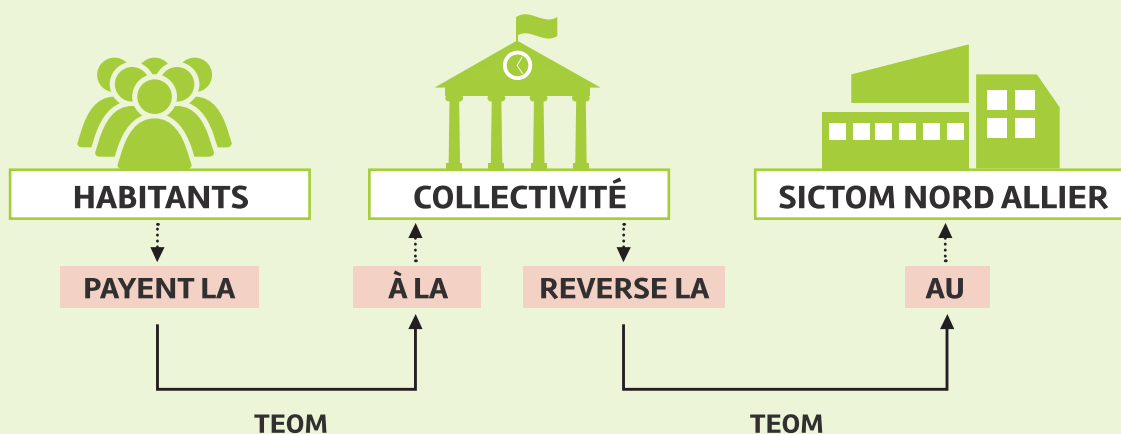 HABITANTS
COLLECTIVITÉ
SICTOM NORD ALLIER
PAYENT LA
À LA
REVERSE LA
AU
TEOM
TEOM